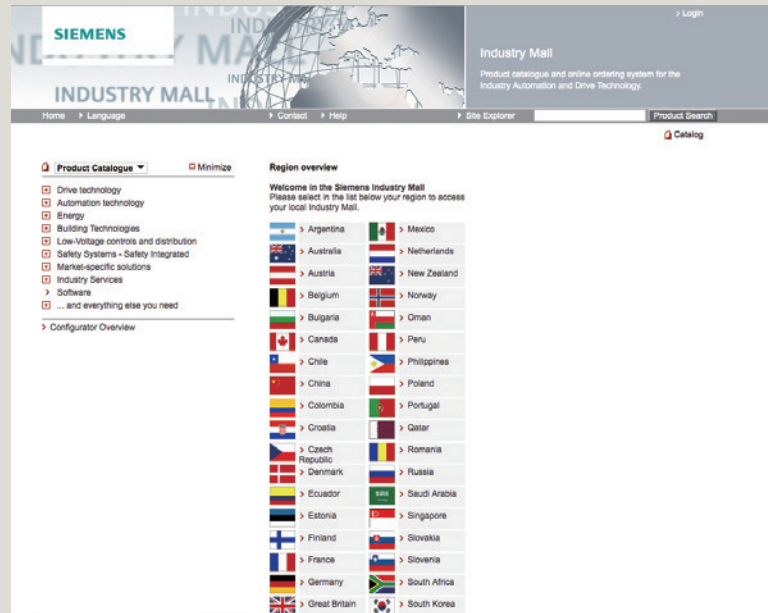 SIEMENS
INDUSTRY MALL
INDUSTRY MALL
> Login
Industry Mall
Product catalogue and online ordering system for the
Industry Automation and Drive Technology.
Home > Language > Contact > Help > Site Explorer Product Search
Catalog
Product Catalogue Minimize
Drive technology
Automation technology
Energy
Building Technologies
Low-Voltage controls and distribution
Safety Systems - Safety Integrated
Market-specific solutions
Industry Services
> Software
... and everything else you need
> Configurator Overview
Region overview
Welcome in the Siemens Industry Mall
Please select in the list below your region to access
your local Industry Mall.
> Argentina
> Australia
> Austria
> Belgium
> Bulgaria
> Canada
> Chile
> China
> Colombia
> Croatia
> Czech
Republic
> Denmark
> Ecuador
> Estonia
> Finland
> France
> Germany
> Great Britain
> Mexico
> Netherlands
> New Zealand
> Norway
> Oman
> Peru
> Philippines
> Poland
> Portugal
> Qatar
> Romania
> Russia
> Saudi Arabia
> Singapore
> Slovakia
> Slovenia
> South Africa
> South Korea